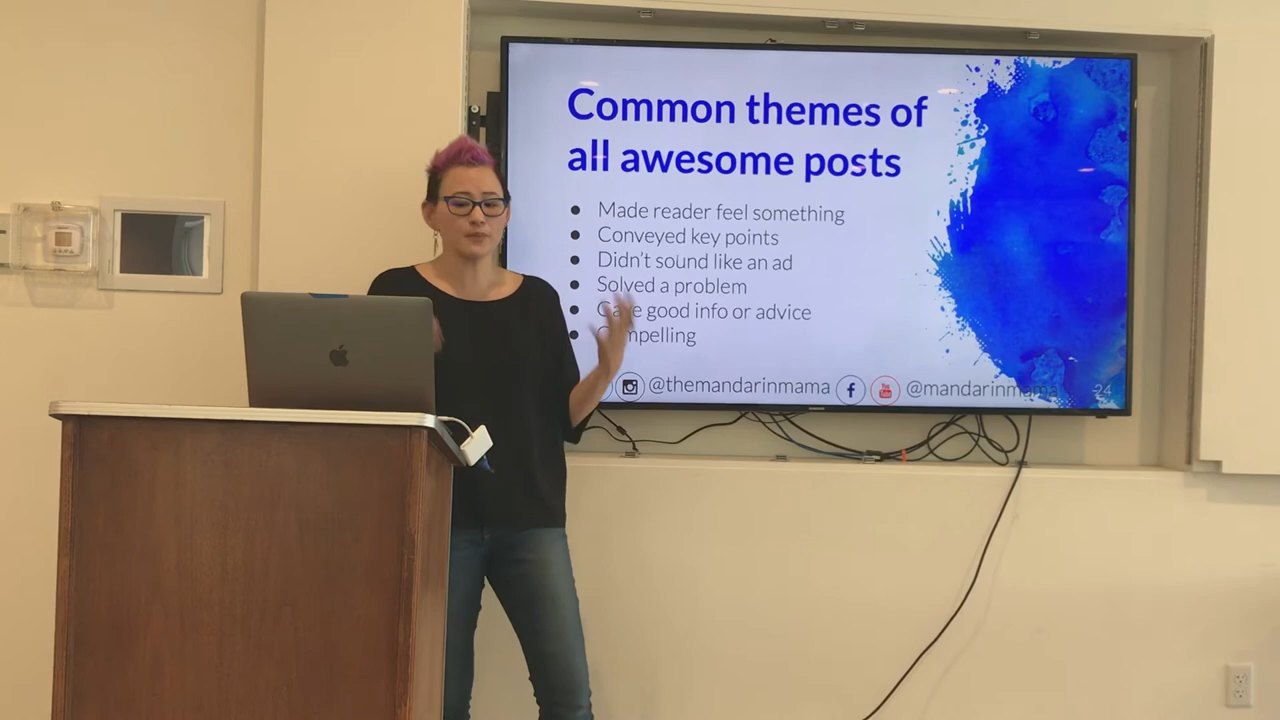 Common themes of
all awesome posts
● Made reader feel something
● Conveyed key points
● Didn't sound like an ad
● Solved a problem
● good info or advice
●
@themandarinmama @mandarinmama 24